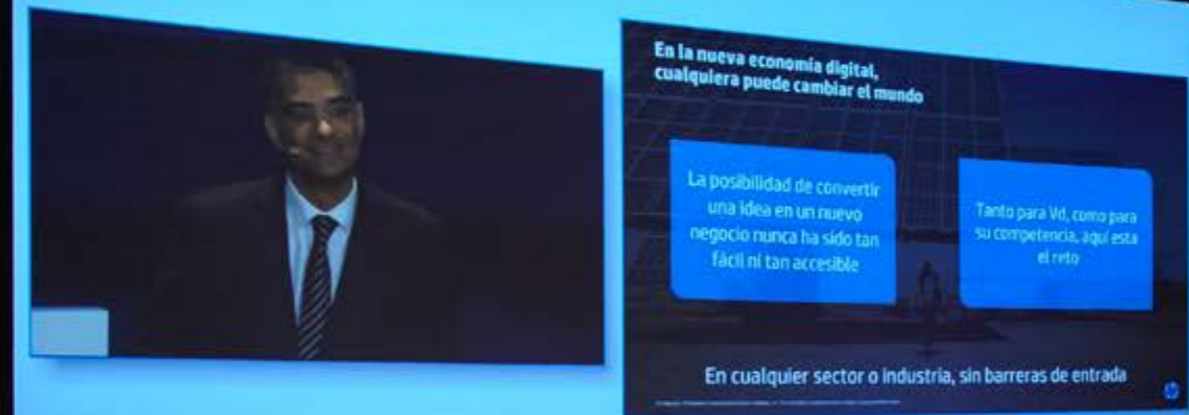 En la nueva economia digital,
cualquiera puede cambiar el mundo
La posibilidad de convertir
una idea en un nuevo
negocio nunca ha sido tan
fácil ni tan accesible
Tanto para Vd, como para
su competencia, aquí esta
el reto
En cualquier sector o industria, sin barreras de entrada
hp